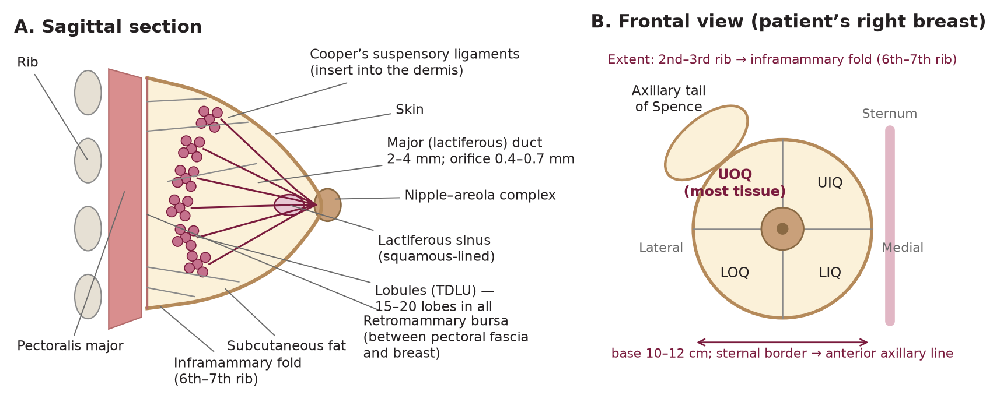 A. Sagittal section
Rib
Cooper’s suspensory ligaments
(insert into the dermis)
Skin
Major (lactiferous) duct
2–4 mm; orifice 0.4–0.7 mm
Nipple–areola complex
Lactiferous sinus
(squamous-lined)
Lobules (TDLU) —
15–20 lobes in all
Retromammary bursa
(between pectoral fascia
and breast)
Pectoralis major
Subcutaneous fat
Inframammary fold
(6th–7th rib)
B. Frontal view (patient’s right breast)
Extent: 2nd–3rd rib → inframammary fold (6th–7th rib)
Axillary tail
of Spence
Sternum
UOQ
(most tissue)
UIQ
Lateral
Medial
LOQ
LIQ
base 10–12 cm; sternal border → anterior axillary line